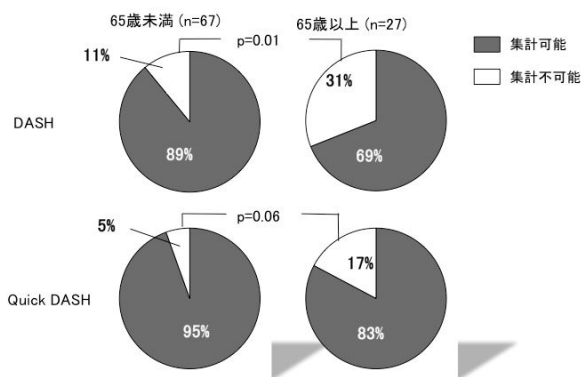 65歳未満 (n=67)
65歳以上 (n=27)
p=0.01
集計可能
集計不可能
11%
31%
DASH
89%
69%
p=0.06
5%
17%
Quick DASH
95%
83%